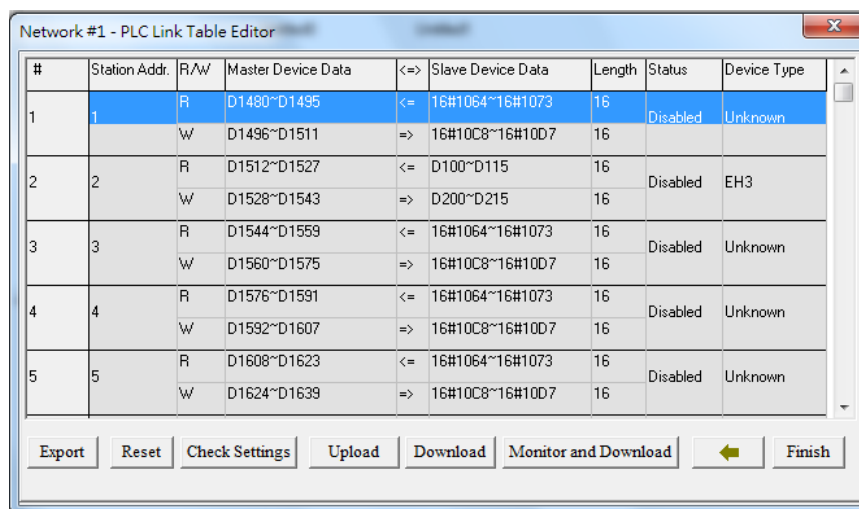 Network #1 - PLC Link Table Editor
# Station Addr. R/W Master Device Data <=> Slave Device Data Length Status Device Type
1 1 R D1480~D1495 <= 16#1064~16#1073 16 Disabled Unknown
W D1496~D1511 => 16#10C8~16#10D7 16
2 2 R D1512~D1527 <= D100~D115 16 Disabled EH3
W D1528~D1543 => D200~D215 16
3 3 R D1544~D1559 <= 16#1064~16#1073 16 Disabled Unknown
W D1560~D1575 => 16#10C8~16#10D7 16
4 4 R D1576~D1591 <= 16#1064~16#1073 16 Disabled Unknown
W D1592~D1607 => 16#10C8~16#10D7 16
5 5 R D1608~D1623 <= 16#1064~16#1073 16 Disabled Unknown
W D1624~D1639 => 16#10C8~16#10D7 16
Export Reset Check Settings Upload Download Monitor and Download Finish